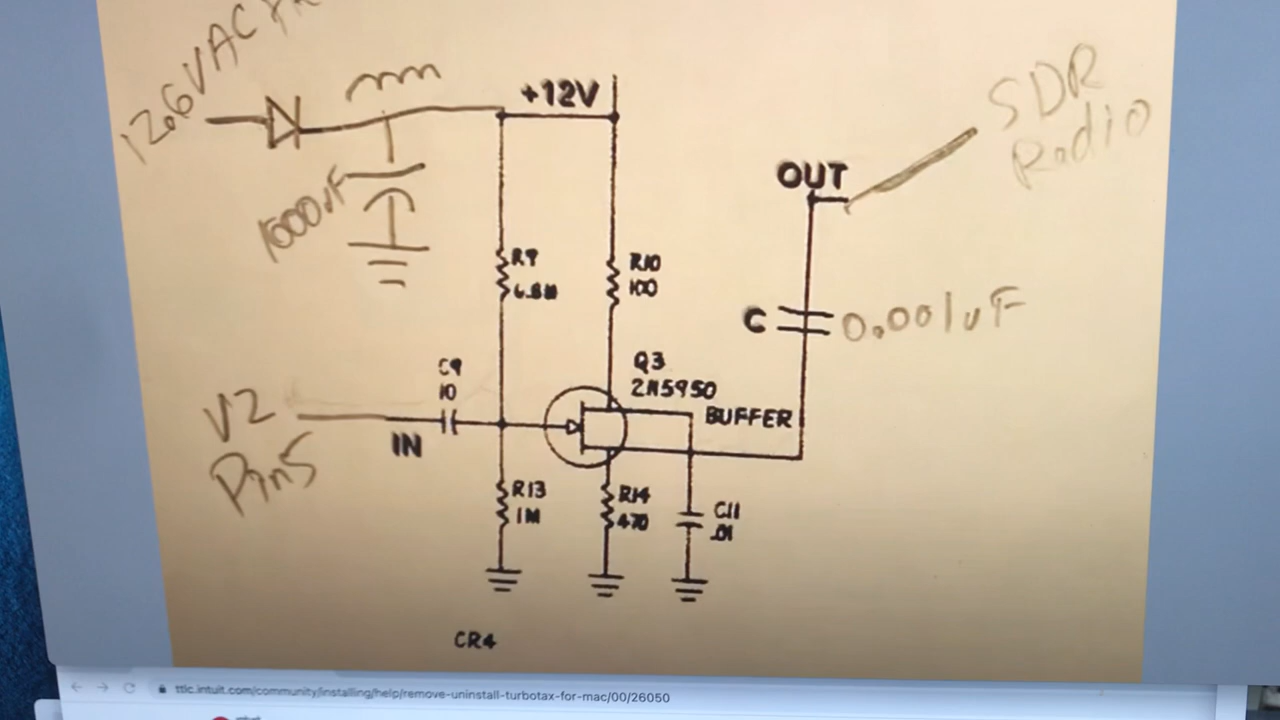 12.6VAC
+12V
SDR
Radio
OUT
1000uF
R9
6.8M
R10
100
C
0.001uF
C9
10
Q3
2N5950
BUFFER
V2
Pin5
IN
R13
1M
R14
470
C11
.01
CR4
ttlc.intuit.com/community/installing/help/remove-uninstall-turbotax-for-mac/00/26050